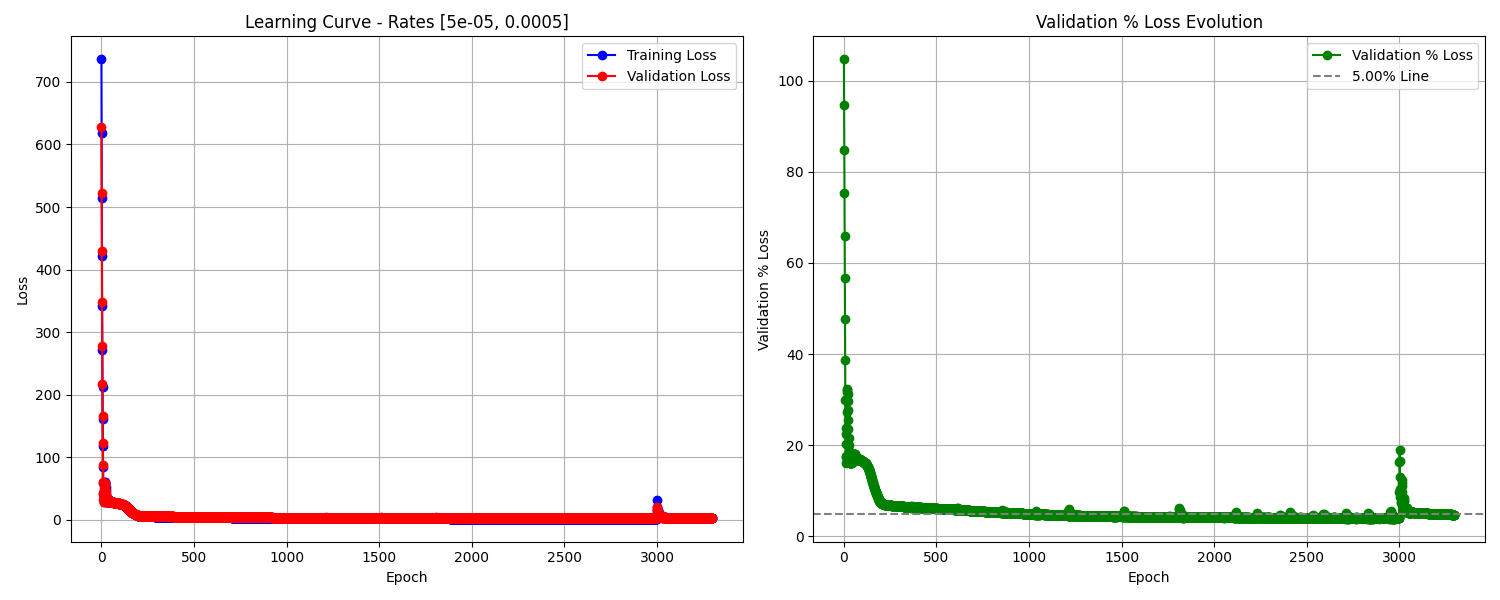 Learning Curve - Rates [5e-05, 0.0005]
Training Loss
Validation Loss
700
600
500
400
300
200
100
0
Loss
0
500
1000
1500
2000
2500
3000
Epoch
Validation % Loss Evolution
Validation % Loss
5.00% Line
100
80
60
40
20
0
Validation % Loss
0
500
1000
1500
2000
2500
3000
Epoch